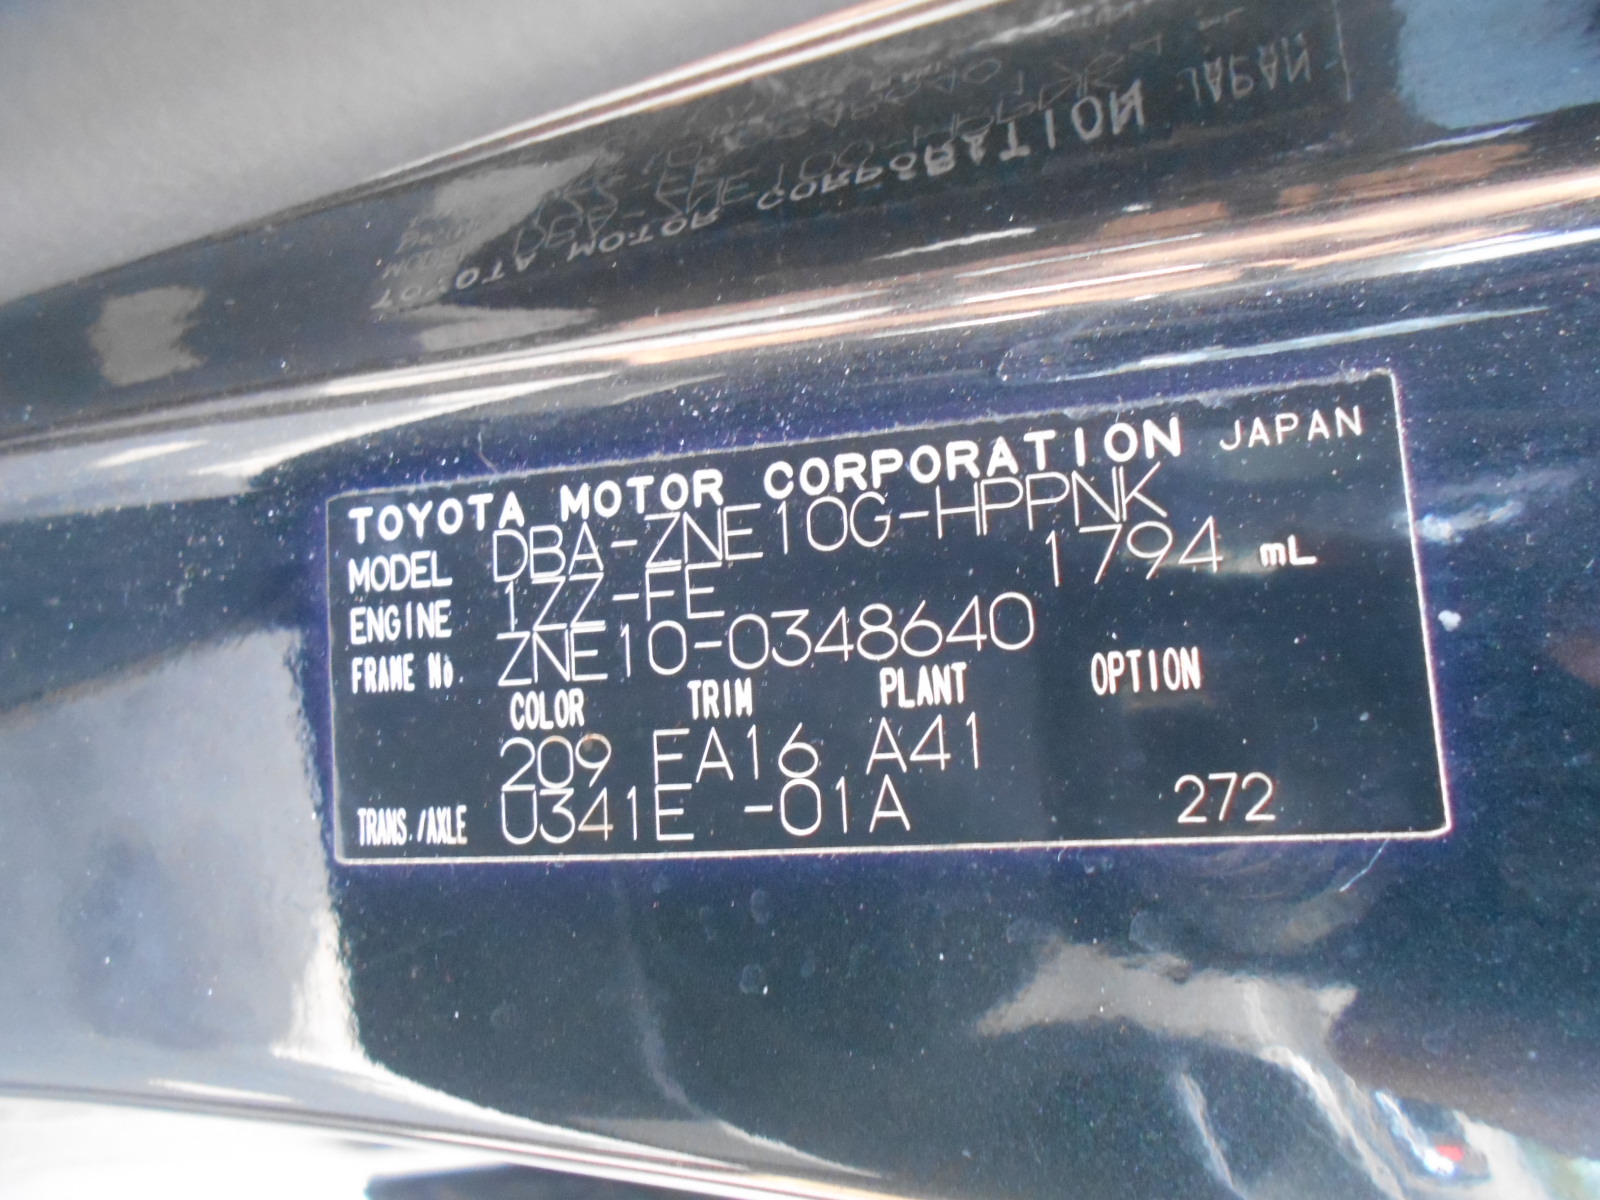 TOYOTA MOTOR CORPORATION JAPAN
MODEL DBA-ZNE10G-HPPNK
ENGINE 1ZZ-FE 1794 mL
FRAME No. ZNE10-0348640
COLOR TRIM PLANT OPTION
209 EA16 A41
TRANS./AXLE U341E -01A 272